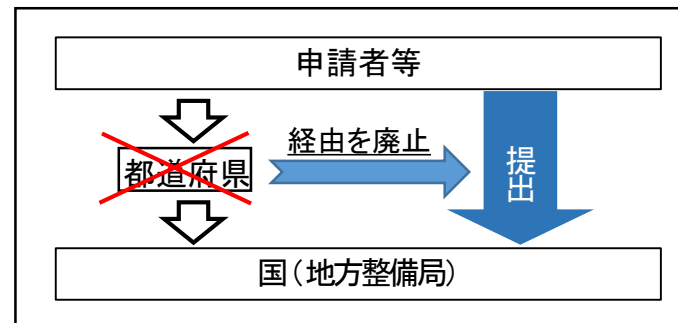 申請者等
経由を廃止
都道府県
提出
国（地方整備局）